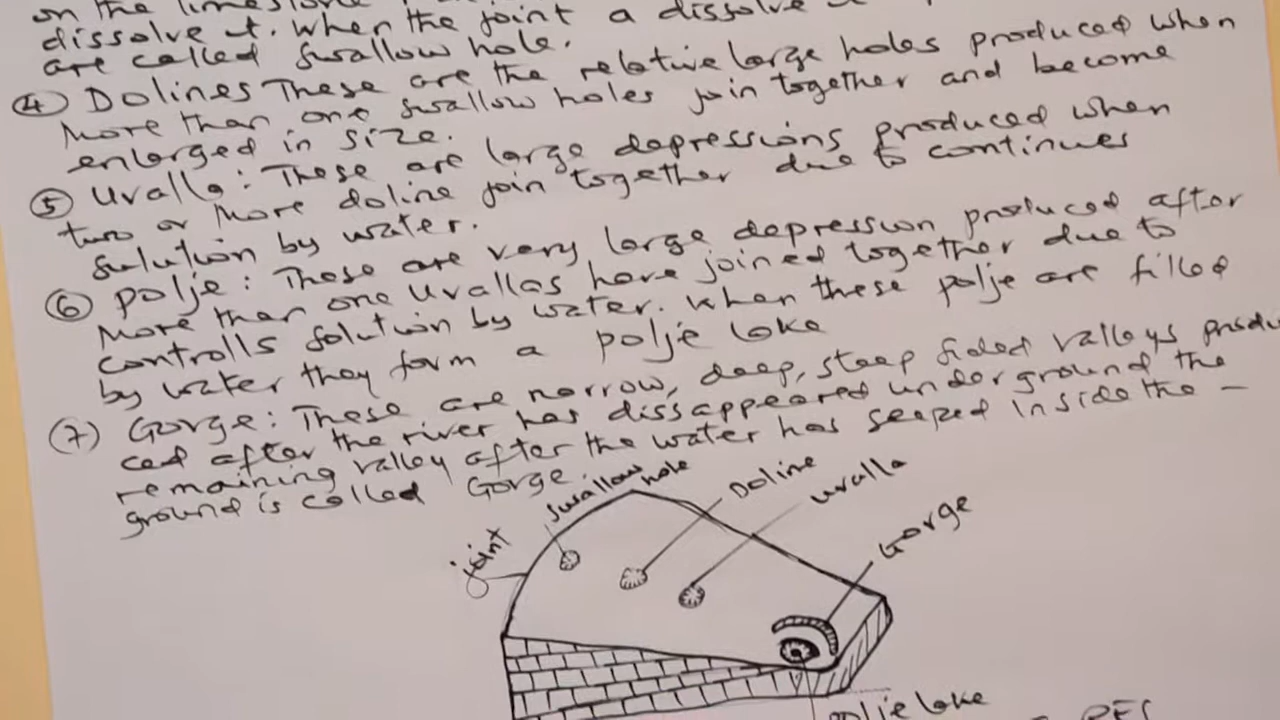 on the limestone
dissolve it. When the joint a dissolve
are called swallow hole.
④ Dolines These are the relative large holes produced when
more than one swallow holes join together and become
enlarged in size.
⑤ Uvalla: These are large depressions produced when
two or more doline join together due to continues
solution by water.
⑥ polje: These are very large depression produced after
more than one uvallas have joined together due to
controlls solution by water. When these polje are filled
by water they form a polje lake
(7) Gorge: These are narrow, deep, steep sided valleys produ
ced after the river has dissappeared underground the
remaining valley after the water has seeped inside the -
ground is called Gorge.
joint
swallow hole
Doline
uvalla
Gorge
polje lake